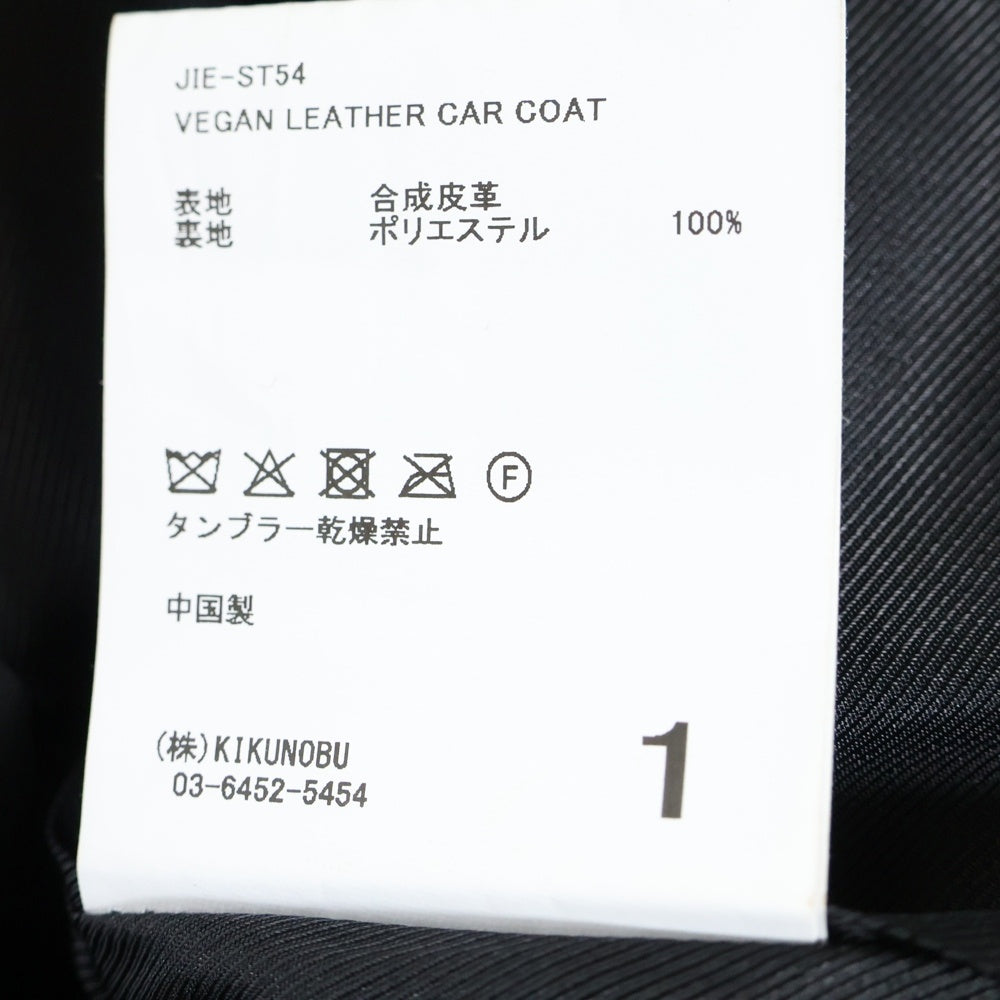 JIE-ST54
VEGAN LEATHER CAR COAT
表地 合成皮革
裏地 ポリエステル 100%
F
タンブラー乾燥禁止
中国製
(株)KIKUNOBU
03-6452-5454
1